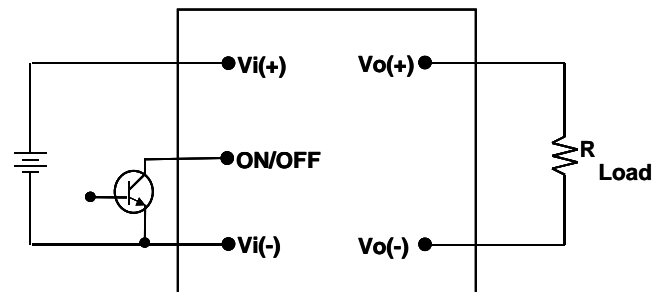 Vi(+)
Vo(+)
ON/OFF
R
Load
Vi(-)
Vo(-)